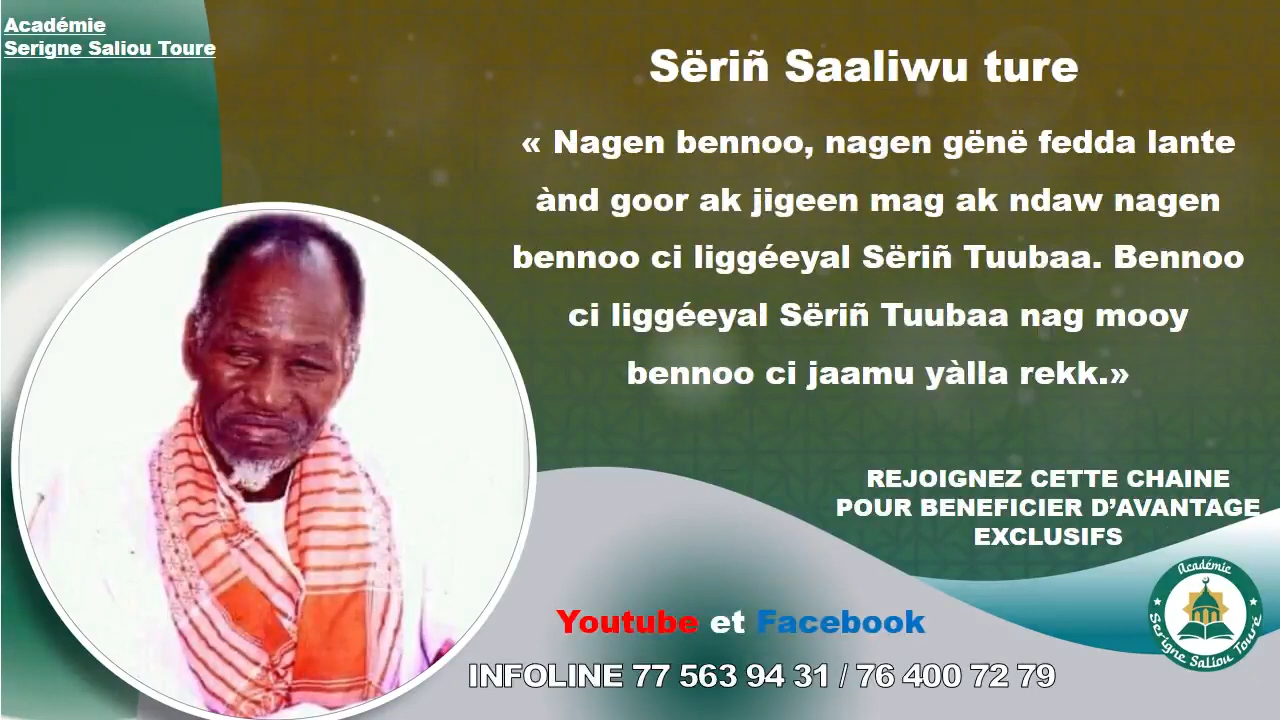 Académie
Serigne Saliou Toure
Sëriñ Saaliwu ture
« Nagen bennoo, nagen gënë fedda lante
ànd goor ak jigeen mag ak ndaw nagen
bennoo ci liggéeyal Sëriñ Tuubaa. Bennoo
ci liggéeyal Sëriñ Tuubaa nag mooy
bennoo ci jaamu yàlla rekk.»
REJOIGNEZ CETTE CHAINE
POUR BENEFICIER D’AVANTAGE
EXCLUSIFS
Youtube et Facebook
INFOLINE 77 563 94 31 / 76 400 72 79
Académie
Serigne Saliou Touré